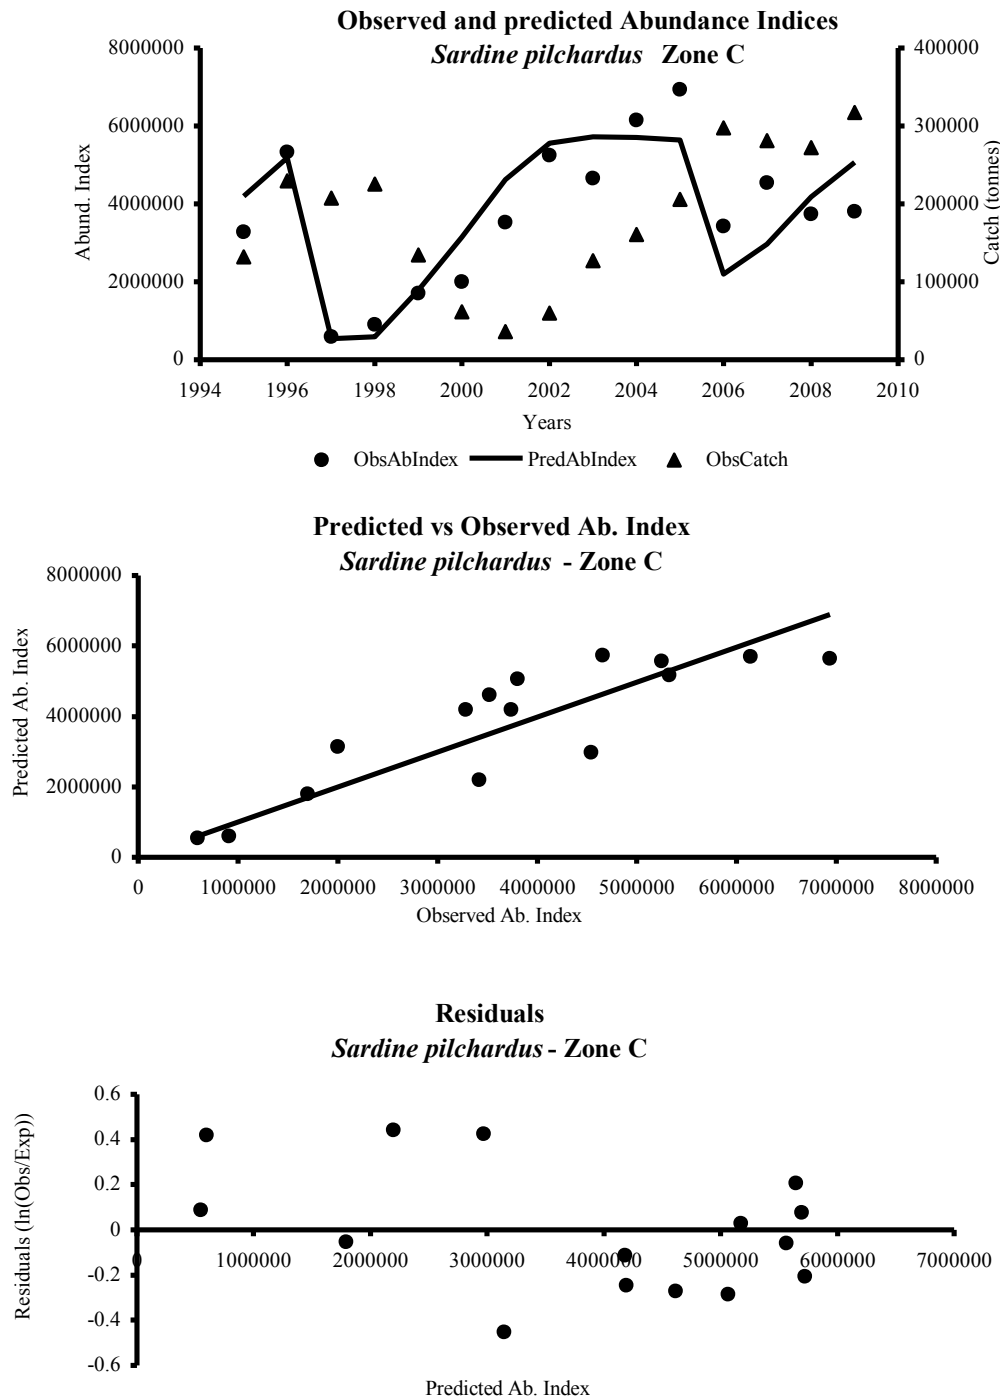 Observed and predicted Abundance Indices
Sardine pilchardus Zone C
8000000
6000000
4000000
2000000
0
Abund. Index
400000
300000
200000
100000
0
Catch (tonnes)
1994 1996 1998 2000 2002 2004 2006 2008 2010
Years
ObsAbIndex PredAbIndex ObsCatch
Predicted vs Observed Ab. Index
Sardine pilchardus - Zone C
8000000
6000000
4000000
2000000
0
Predicted Ab. Index
0 1000000 2000000 3000000 4000000 5000000 6000000 7000000 8000000
Observed Ab. Index
Residuals
Sardine pilchardus - Zone C
0.6
0.4
0.2
0
-0.2
-0.4
-0.6
Residuals (ln(Obs/Exp))
0 1000000 2000000 3000000 4000000 5000000 6000000 7000000
Predicted Ab. Index